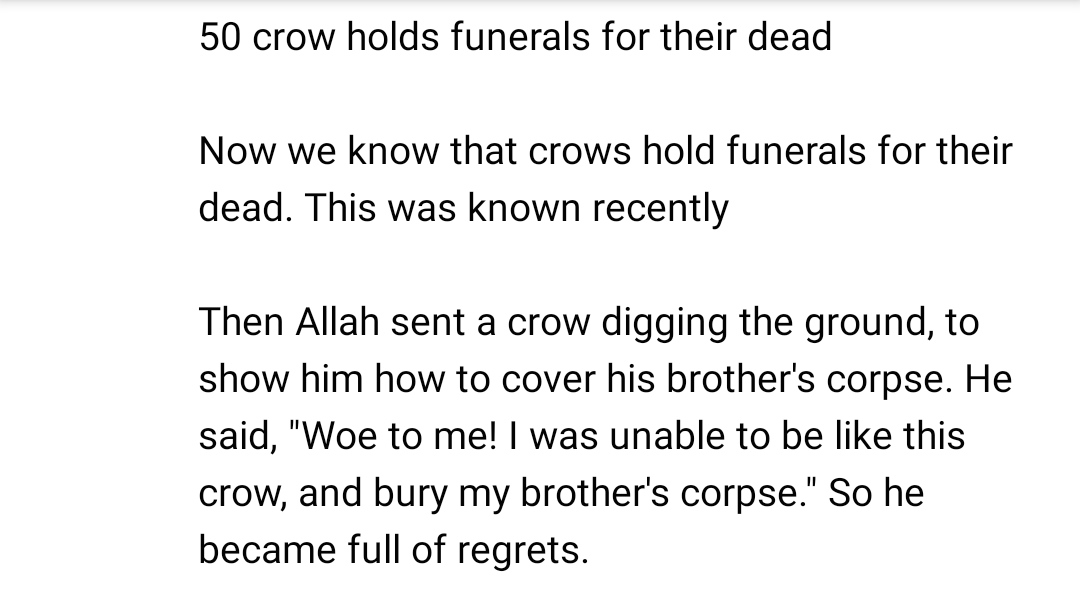 50 crow holds funerals for their dead
Now we know that crows hold funerals for their
dead. This was known recently
Then Allah sent a crow digging the ground, to
show him how to cover his brother's corpse. He
said, "Woe to me! I was unable to be like this
crow, and bury my brother's corpse." So he
became full of regrets.